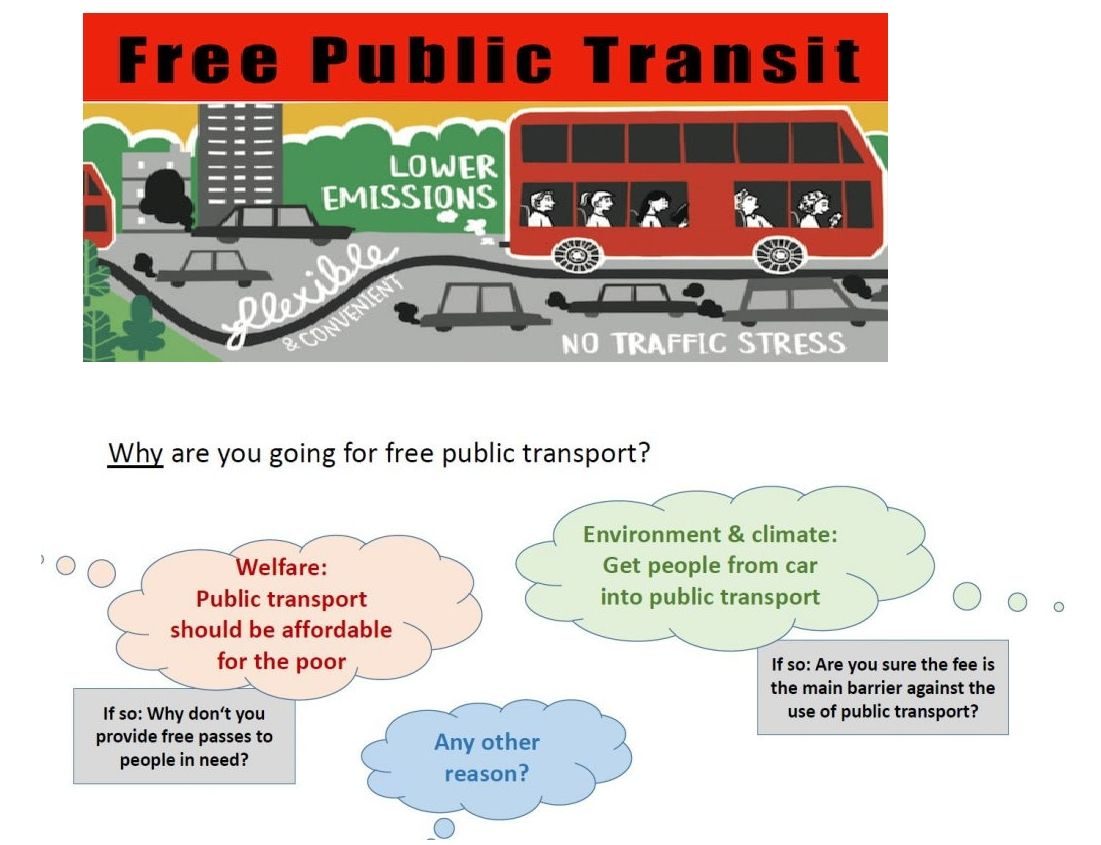 Free Public Transit
LOWER
EMISSIONS
flexible
& CONVENIENT
NO TRAFFIC STRESS
Why are you going for free public transport?
Environment & climate:
Get people from car
into public transport
Welfare:
Public transport
should be affordable
for the poor
If so: Are you sure the fee is
the main barrier against the
use of public transport?
If so: Why don‘t you
provide free passes to
people in need?
Any other
reason?